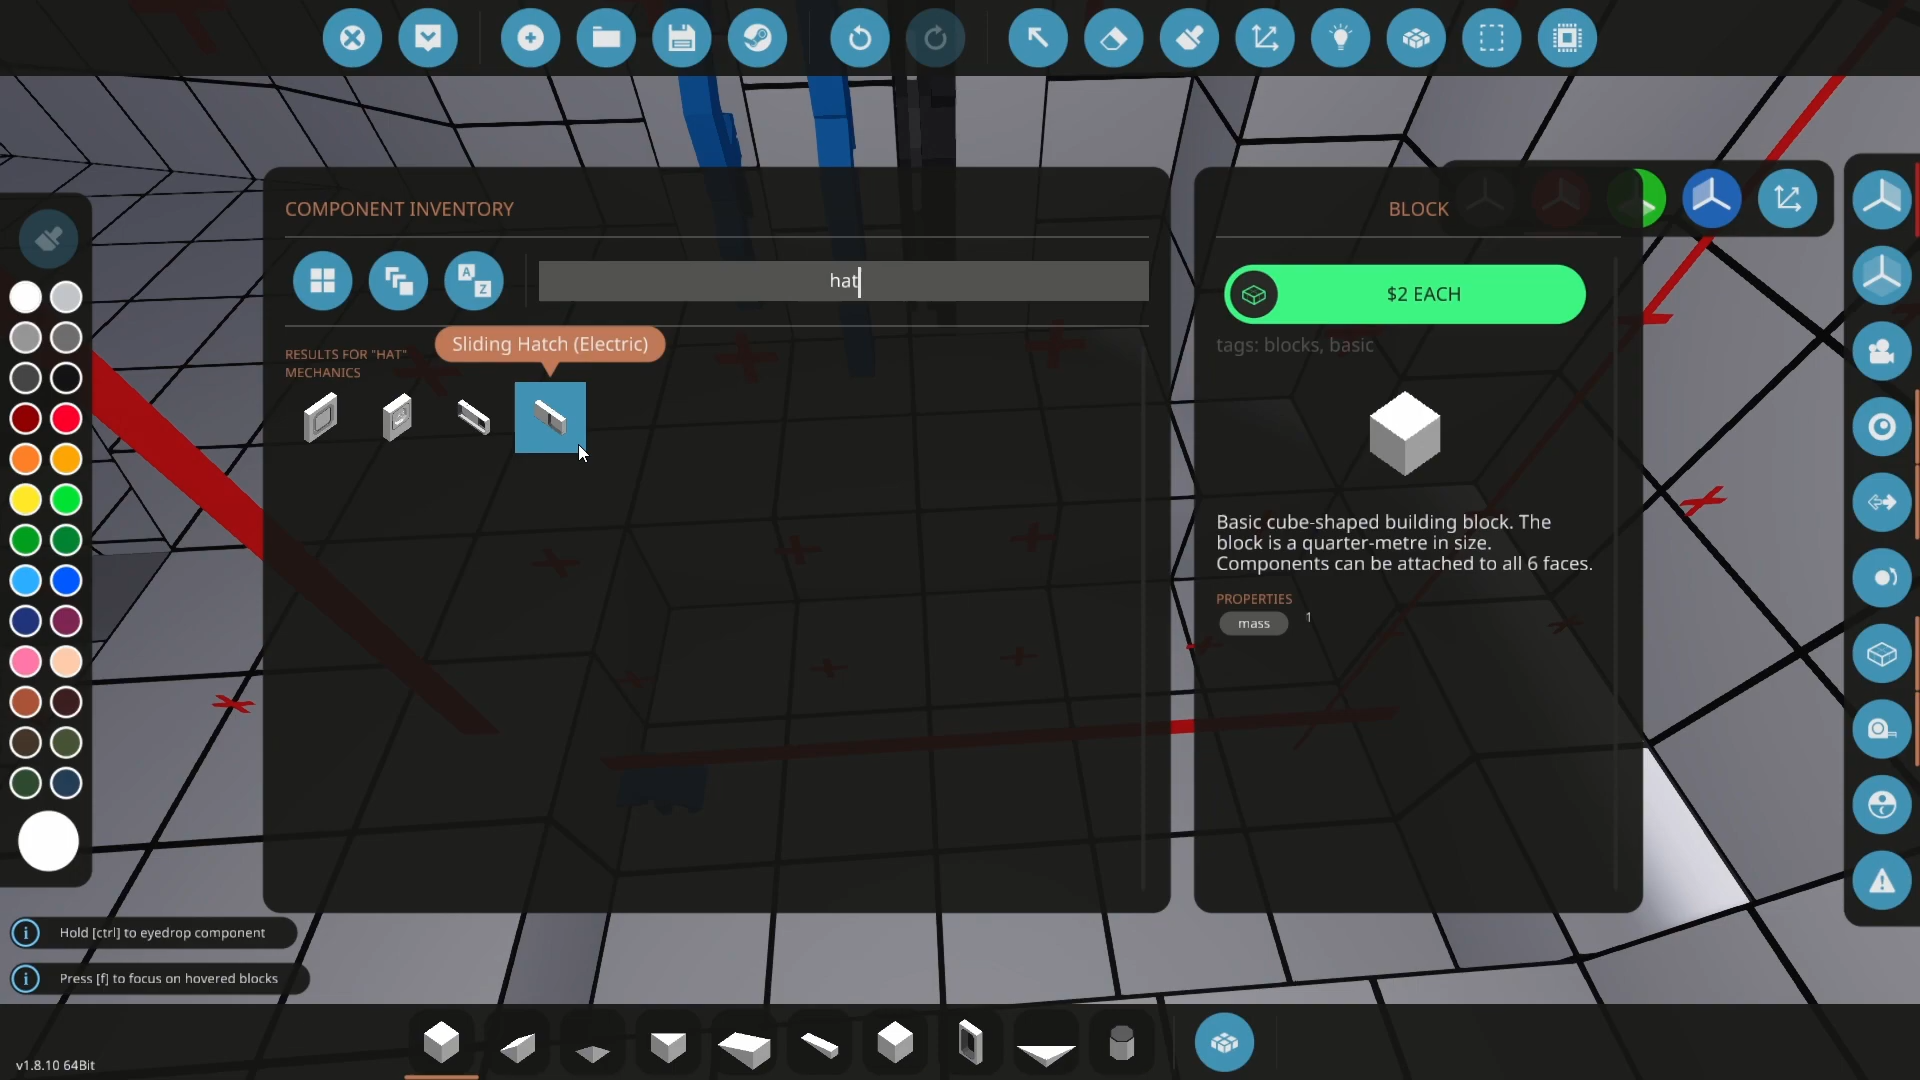 COMPONENT INVENTORY
BLOCK
A
Z
hat
$2 EACH
Sliding Hatch (Electric)
tags: blocks, basic
RESULTS FOR "HAT"
MECHANICS
Basic cube-shaped building block. The
block is a quarter-metre in size.
Components can be attached to all 6 faces.
PROPERTIES
mass 1
Hold [ctrl] to eyedrop component
Press [f] to focus on hovered blocks
v1.8.10 64Bit